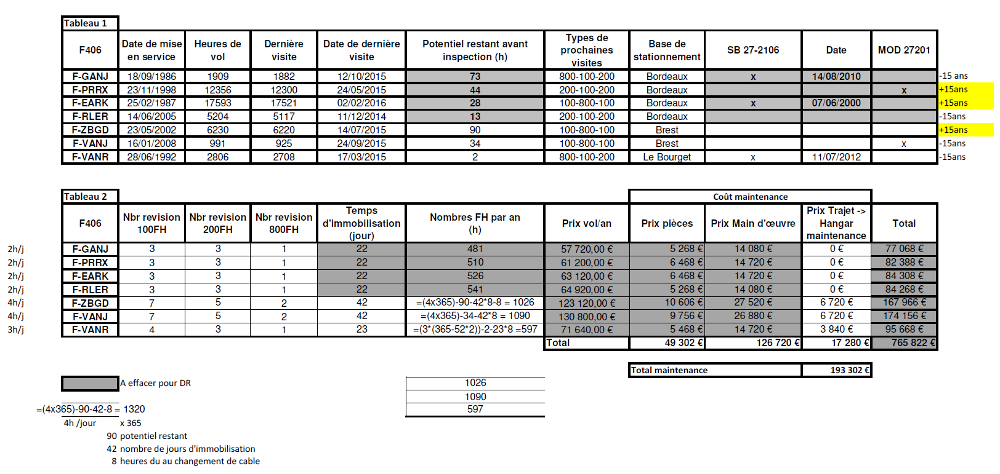 Tableau 1
F406 Date de mise en service Heures de vol Dernière visite Date de dernière visite Potentiel restant avant inspection (h) Types de prochaines visites Base de stationnement SB 27-2106 Date MOD 27201
F-GANJ 18/09/1986 1909 1882 12/10/2015 73 800-100-200 Bordeaux x 14/08/2010 -15 ans
F-PRRX 23/11/1998 12356 12300 24/05/2015 44 200-100-200 Bordeaux x +15ans
F-EARK 25/02/1987 17593 17521 02/02/2016 28 100-800-100 Bordeaux x 07/06/2000 +15ans
F-RLER 14/06/2005 5204 5117 11/12/2014 13 200-100-200 Bordeaux -15ans
F-ZBGD 23/05/2002 6230 6220 14/07/2015 90 100-800-100 Brest +15ans
F-VANJ 16/01/2008 991 925 24/09/2015 34 100-800-100 Brest x -15ans
F-VANR 28/06/1992 2806 2708 17/03/2015 2 800-100-200 Le Bourget x 11/07/2012 -15ans
Tableau 2 Coût maintenance
F406 Nbr revision 100FH Nbr revision 200FH Nbr revision 800FH Temps d'immobilisation (jour) Nombres FH par an (h) Prix vol/an Prix pièces Prix Main d'œuvre Prix Trajet -> Hangar maintenance Total
2h/j F-GANJ 3 3 1 22 481 57 720,00 € 5 268 € 14 080 € 0 € 77 068 €
2h/j F-PRRX 3 3 1 22 510 61 200,00 € 6 468 € 14 720 € 0 € 82 388 €
2h/j F-EARK 3 3 1 22 526 63 120,00 € 6 468 € 14 720 € 0 € 84 308 €
2h/j F-RLER 3 3 1 22 541 64 920,00 € 5 268 € 14 080 € 0 € 84 268 €
4h/j F-ZBGD 7 5 2 42 =(4x365)-90-42*8-8 = 1026 123 120,00 € 10 606 € 27 520 € 6 720 € 167 966 €
4h/j F-VANJ 7 5 2 42 =(4x365)-34-42*8 = 1090 130 800,00 € 9 756 € 26 880 € 6 720 € 174 156 €
3h/j F-VANR 4 3 1 23 =(3*(365-52*2))-2-23*8 =597 71 640,00 € 5 468 € 14 720 € 3 840 € 95 668 €
Total 49 302 € 126 720 € 17 280 € 765 822 €
Total maintenance 193 302 €
A effacer pour DR 1026
1090
=(4x365)-90-42-8 = 1320 597
4h /jour x 365
90 potentiel restant
42 nombre de jours d'immobilisation
8 heures du au changement de cable